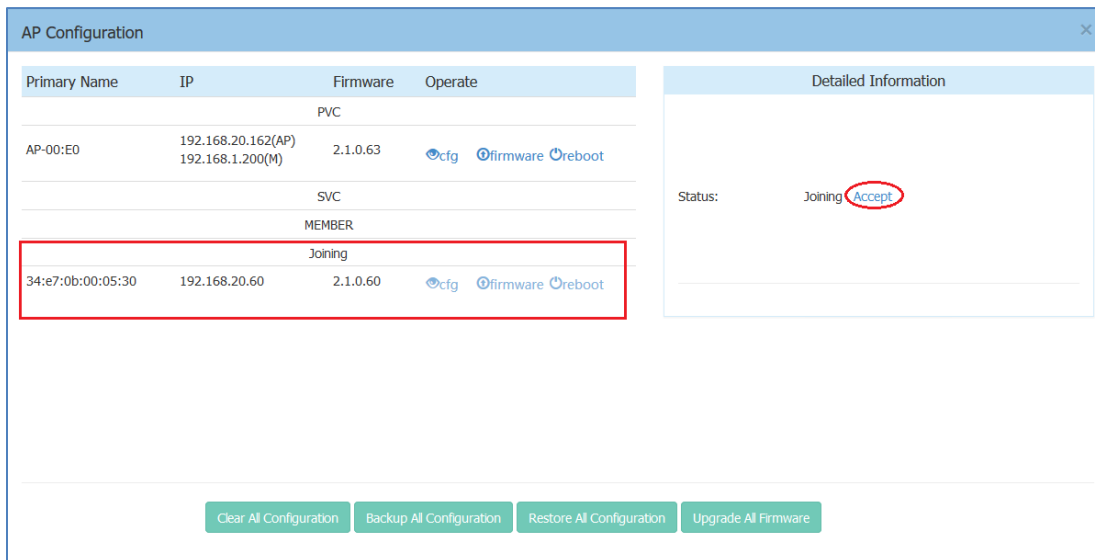 AP Configuration
×
Primary Name IP Firmware Operate
PVC
AP-00:E0 192.168.20.162(AP) 2.1.0.63 cfg firmware reboot
192.168.1.200(M)
SVC
MEMBER
Joining
34:e7:0b:00:05:30 192.168.20.60 2.1.0.60 cfg firmware reboot
Detailed Information
Status: Joining Accept
Clear All Configuration Backup All Configuration Restore All Configuration Upgrade All Firmware